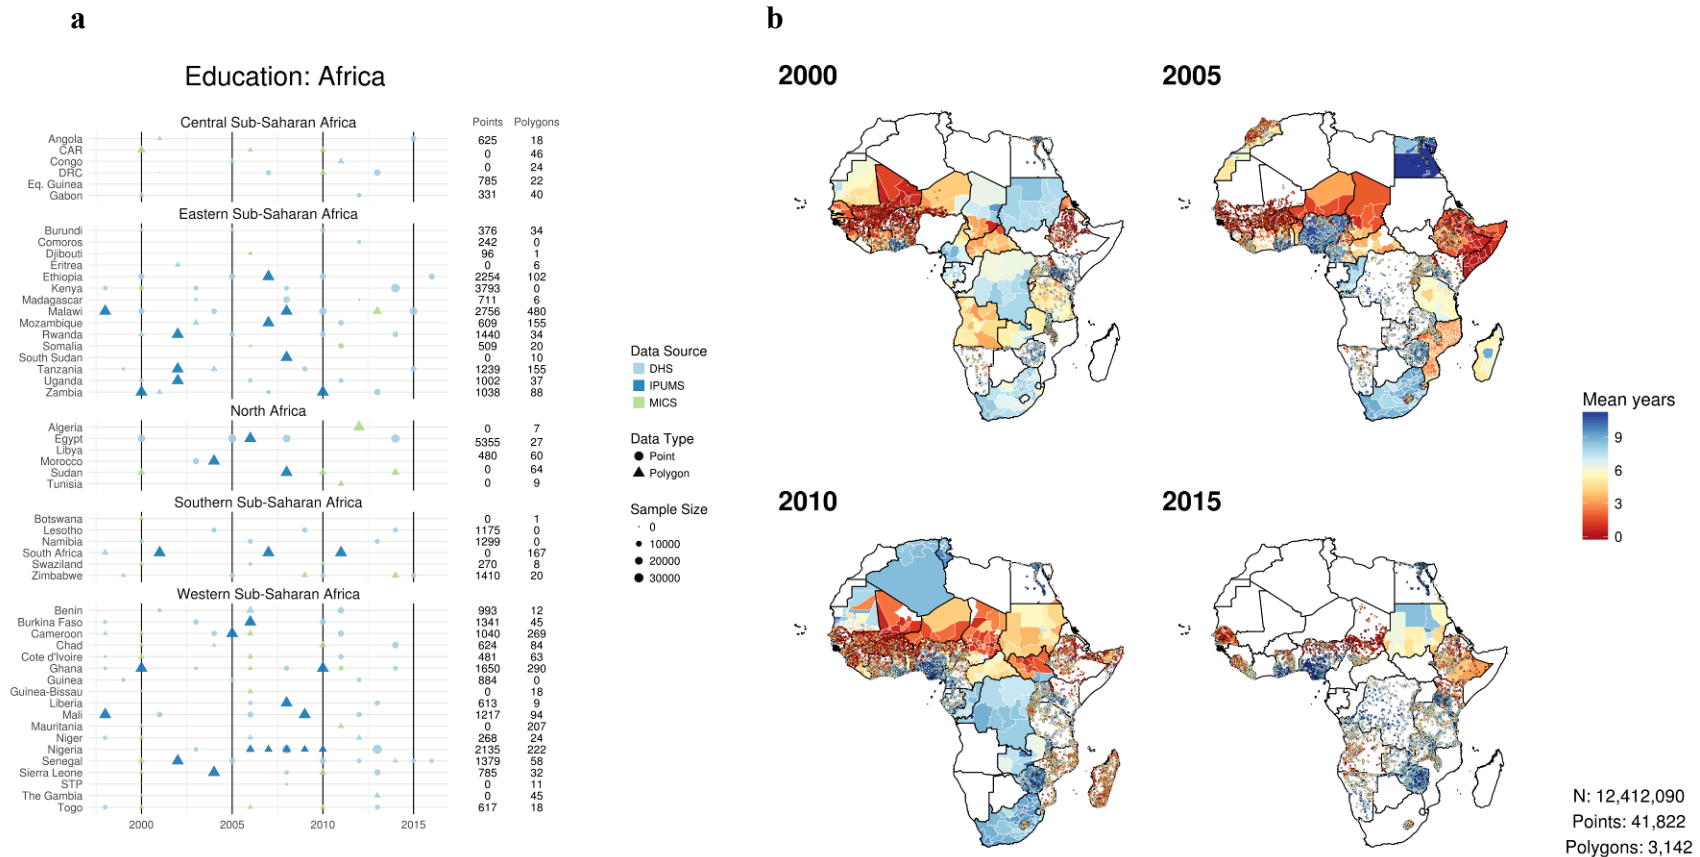 a
b
Education: Africa
Points Polygons
Central Sub-Saharan Africa
Angola 625 18
CAR 0 46
Congo 0 24
DRC 785 22
Eq. Guinea
Gabon 331 40
Eastern Sub-Saharan Africa
Burundi 376 34
Comoros 242 0
Djibouti 96 1
Eritrea 0 6
Ethiopia 2254 102
Kenya 3793 0
Madagascar 711 6
Malawi 2756 480
Mozambique 609 155
Rwanda 1440 34
Somalia 509 20
South Sudan 0 10
Tanzania 1239 155
Uganda 1002 37
Zambia 1038 88
North Africa
Algeria 0 7
Egypt 5355 27
Libya
Morocco 480 60
Sudan 0 64
Tunisia 0 9
Southern Sub-Saharan Africa
Botswana 0 1
Lesotho 1175 0
Namibia 1299 0
South Africa 0 167
Swaziland 270 8
Zimbabwe 1410 20
Western Sub-Saharan Africa
Benin 993 12
Burkina Faso 1341 45
Cameroon 1040 269
Chad 624 84
Cote d'Ivoire 481 63
Ghana 1650 290
Guinea 884 0
Guinea-Bissau 0 18
Liberia 613 9
Mali 1217 94
Mauritania 0 207
Niger 268 24
Nigeria 2135 222
Senegal 1379 58
Sierra Leone 785 32
STP 0 11
The Gambia 0 45
Togo 617 18
2000 2005 2010 2015
Data Source
DHS
IPUMS
MICS
Data Type
Point
Polygon
Sample Size
0
10000
20000
30000
2000
2005
2010
2015
Mean years
9
6
3
0
N: 12,412,090
Points: 41,822
Polygons: 3,142